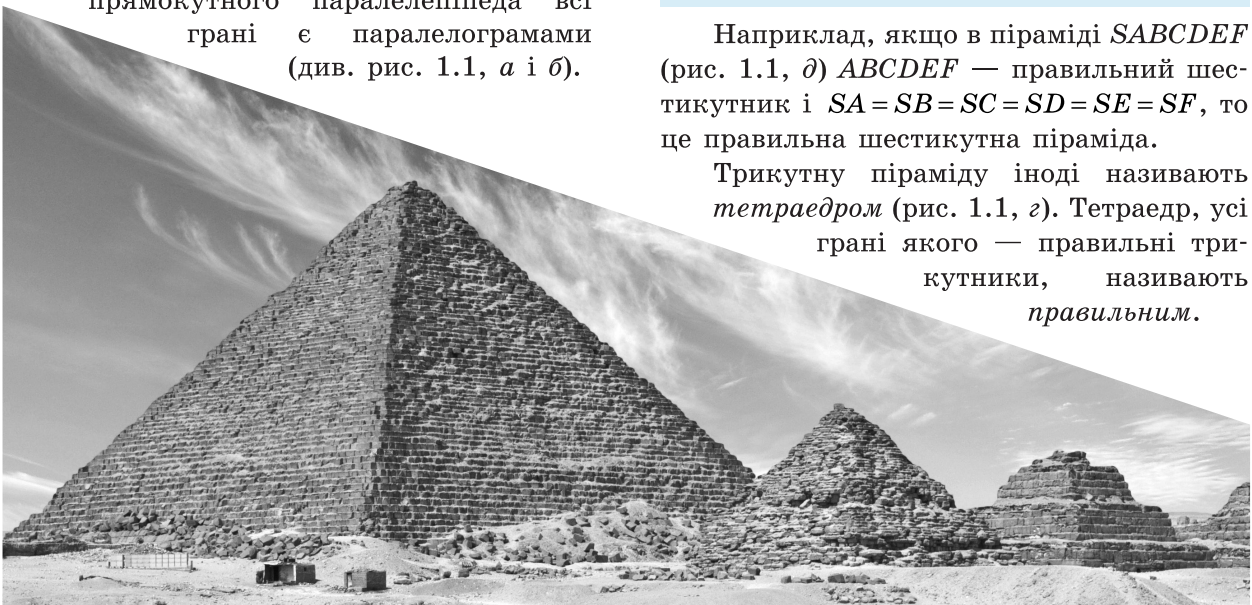 прямокутного паралелепіпеда всі
грані є паралелограмами
(див. рис. 1.1, а і б).
Наприклад, якщо в піраміді SABCDEF
(рис. 1.1, д) ABCDEF — правильний шес-
тикутник і SA = SB = SC = SD = SE = SF, то
це правильна шестикутна піраміда.
Трикутну піраміду іноді називають
тетраедром (рис. 1.1, г). Тетраедр, усі
грані якого — правильні три-
кутники, називають
правильним.